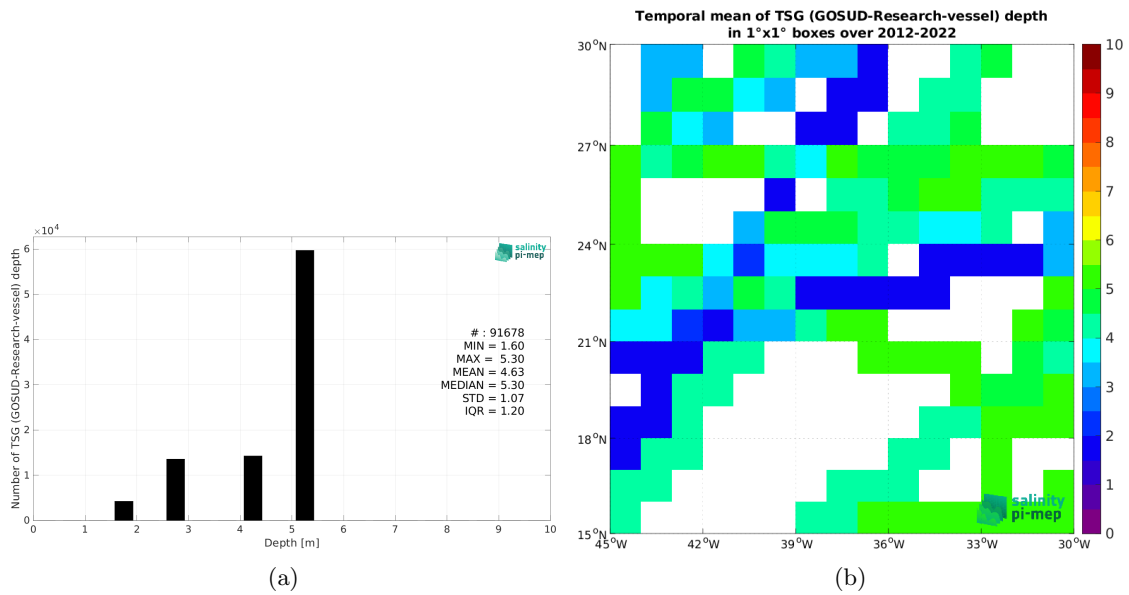 ×10⁴
Number of TSG (GOSUD-Research-vessel) depth
6
5
4
3
2
1
0
salinity
pi-mep
# : 91678
MIN = 1.60
MAX = 5.30
MEAN = 4.63
MEDIAN = 5.30
STD = 1.07
IQR = 1.20
0 1 2 3 4 5 6 7 8 9 10
Depth [m]
(a)
Temporal mean of TSG (GOSUD-Research-vessel) depth
in 1°x1° boxes over 2012-2022
30°N
27°N
24°N
21°N
18°N
15°N
45°W 42°W 39°W 36°W 33°W 30°W
salinity
pi-mep
10
9
8
7
6
5
4
3
2
1
0
(b)